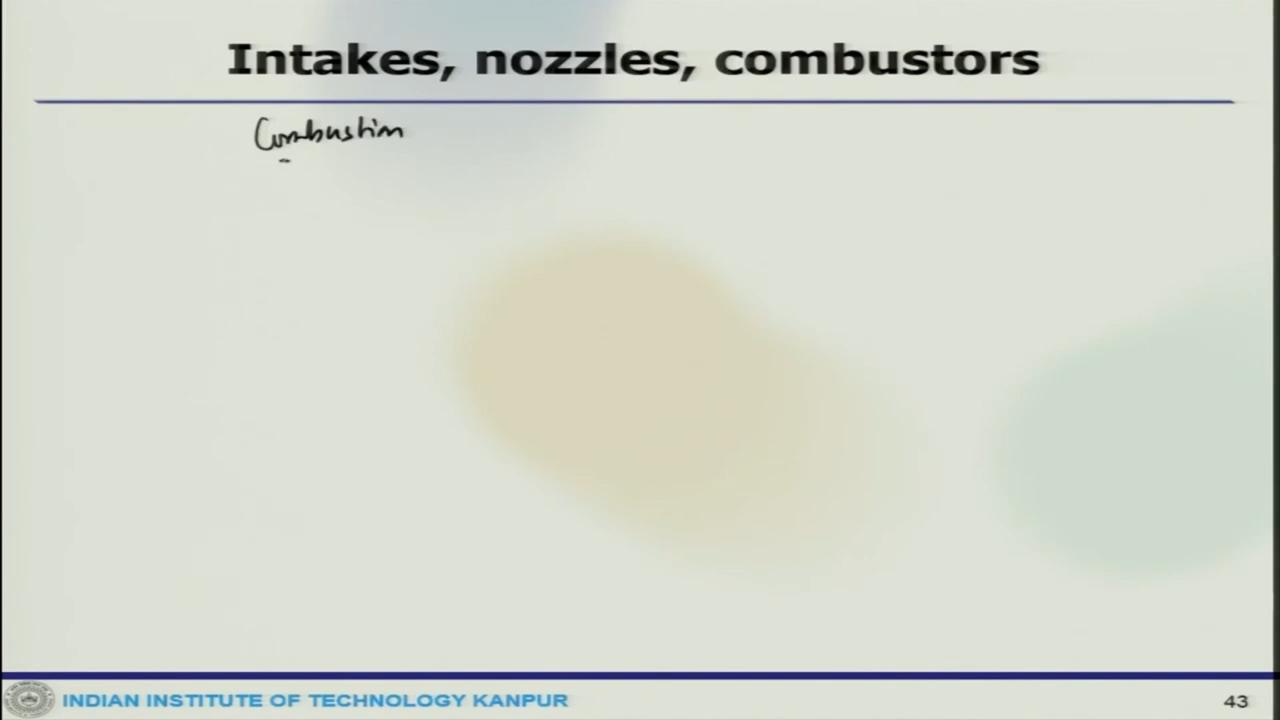 Intakes, nozzles, combustors
Combustion
INDIAN INSTITUTE OF TECHNOLOGY KANPUR
43